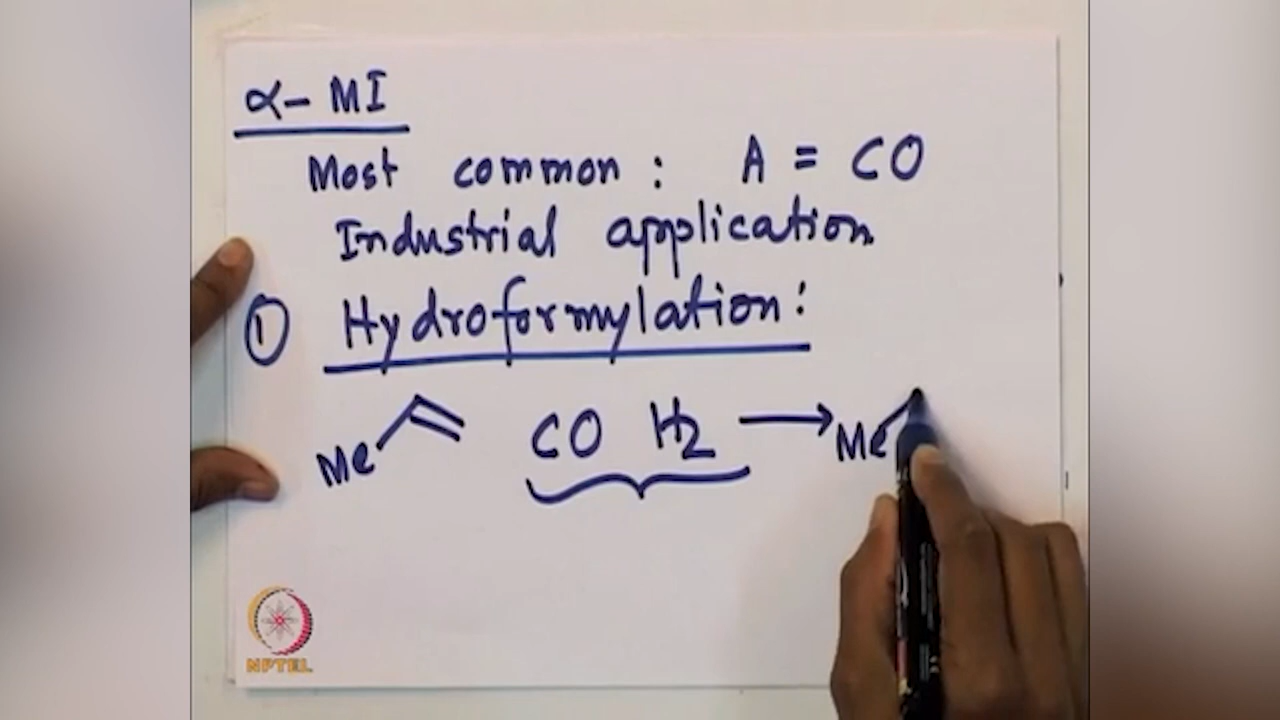 α- MI
Most common : A = CO
Industrial application
① Hydroformylation:
Me CO H2 → Me
NPTEL